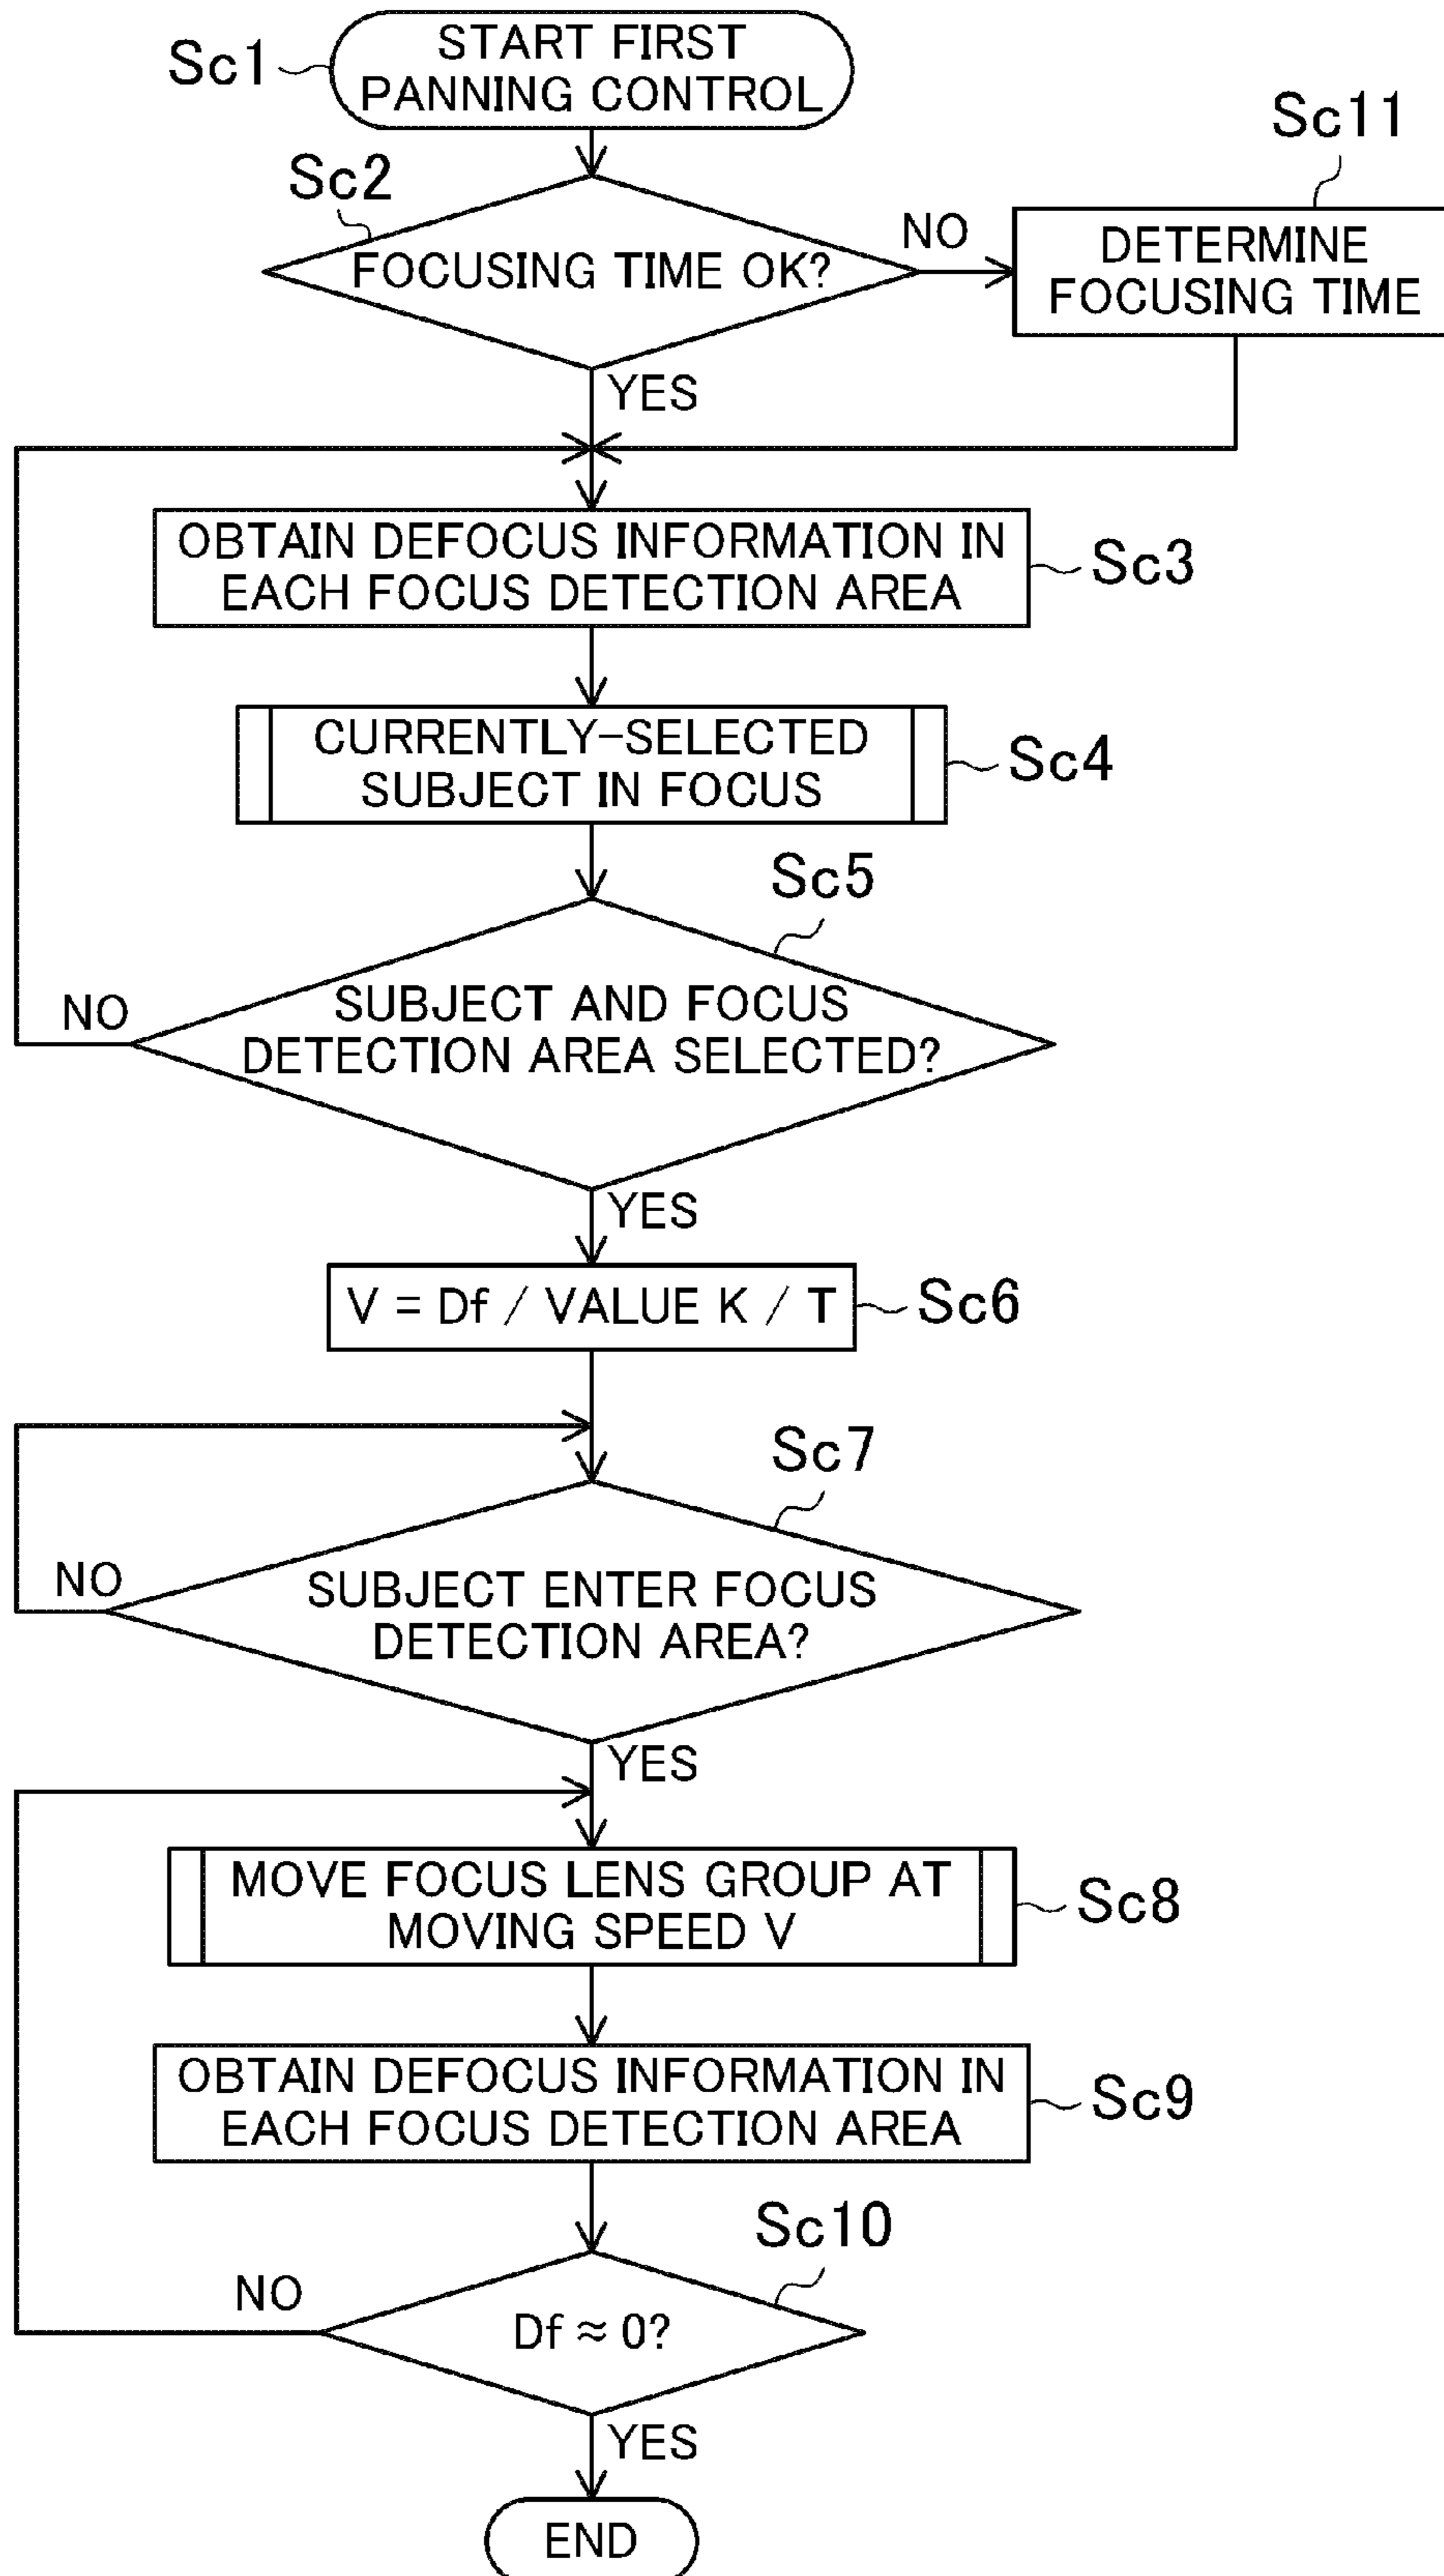 Sc1
START FIRST
PANNING CONTROL
Sc11
Sc2
FOCUSING TIME OK?
NO
DETERMINE
FOCUSING TIME
YES
OBTAIN DEFOCUS INFORMATION IN
EACH FOCUS DETECTION AREA
Sc3
CURRENTLY-SELECTED
SUBJECT IN FOCUS
Sc4
Sc5
NO
SUBJECT AND FOCUS
DETECTION AREA SELECTED?
YES
V = Df / VALUE K / T
Sc6
Sc7
NO
SUBJECT ENTER FOCUS
DETECTION AREA?
YES
MOVE FOCUS LENS GROUP AT
MOVING SPEED V
Sc8
OBTAIN DEFOCUS INFORMATION IN
EACH FOCUS DETECTION AREA
Sc9
Sc10
NO
Df ≈ 0?
YES
END